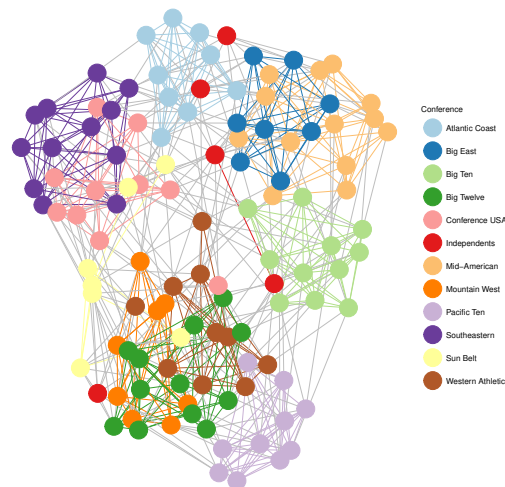 Conference
Atlantic Coast
Big East
Big Ten
Big Twelve
Conference USA
Independents
Mid−American
Mountain West
Pacific Ten
Southeastern
Sun Belt
Western Athletic